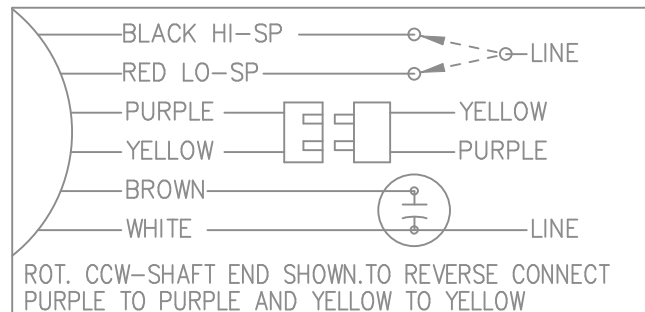 BLACK HI-SP
LINE
RED LO-SP
PURPLE YELLOW
YELLOW PURPLE
BROWN
WHITE LINE
ROT. CCW-SHAFT END SHOWN.TO REVERSE CONNECT
PURPLE TO PURPLE AND YELLOW TO YELLOW